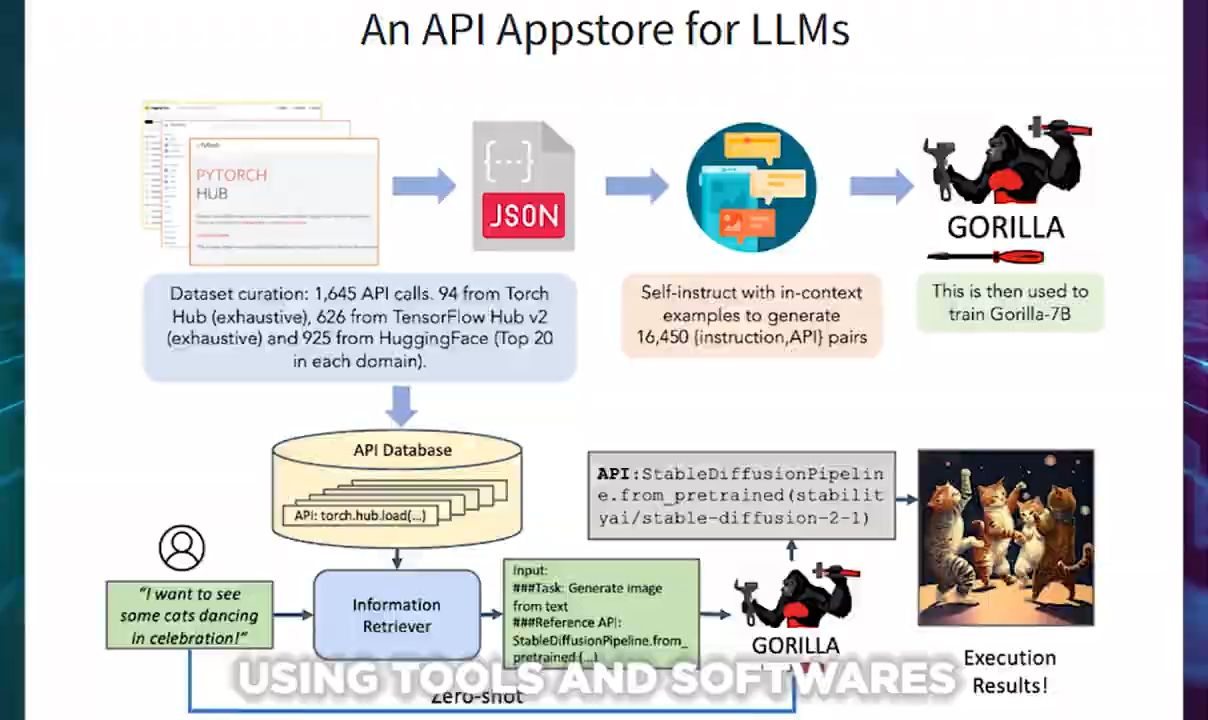 An API Appstore for LLMs
PYTORCH
HUB
{...}
JSON
GORILLA
Dataset curation: 1,645 API calls. 94 from Torch
Hub (exhaustive), 626 from TensorFlow Hub v2
(exhaustive) and 925 from HuggingFace (Top 20
in each domain).
Self-instruct with in-context
examples to generate
16,450 {instruction,API} pairs
This is then used to
train Gorilla-7B
API Database
API: torch.hub.load(...)
"I want to see
some cats dancing
in celebration!"
Information
Retriever
Input:
###Task: Generate image
from text
###Reference API:
StableDiffusionPipeline.from_
pretrained (...)
API:StableDiffusionPipelin
e.from_pretrained(stabilit
yai/stable-diffusion-2-1)
GORILLA
Execution
Results!
USING TOOLS AND SOFTWARES
Zero-shot